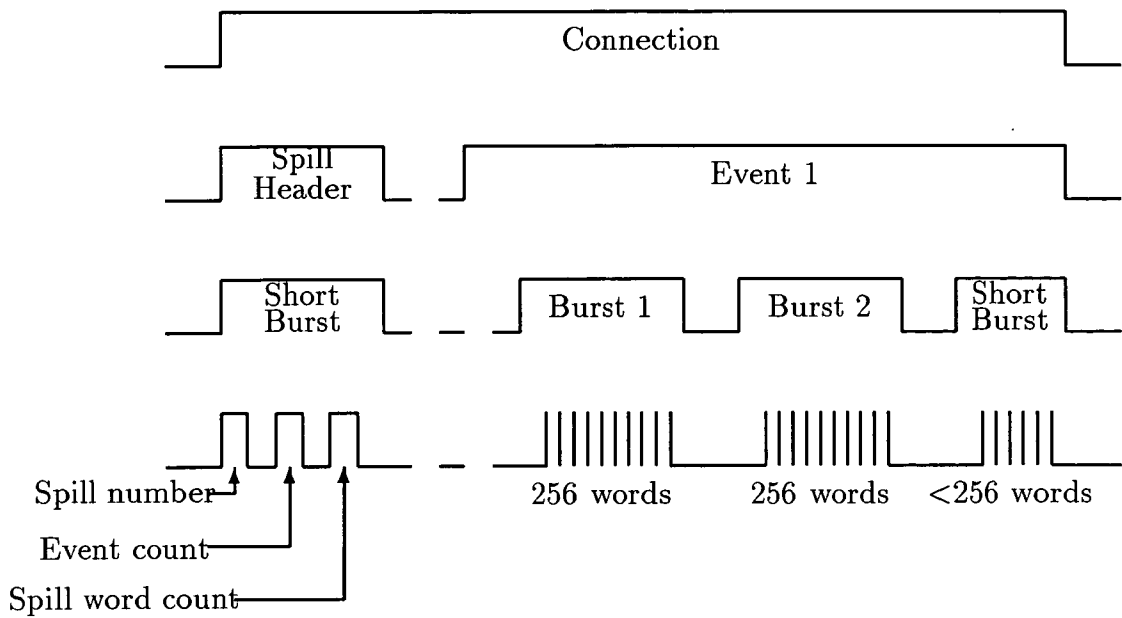 Connection
Spill
Header
Event 1
Short
Burst
Burst 1
Burst 2
Short
Burst
256 words
256 words
<256 words
Spill number
Event count
Spill word count